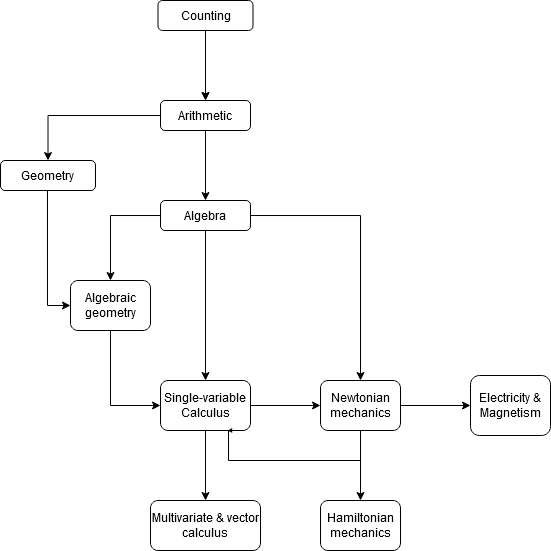 Counting
Arithmetic
Geometry
Algebra
Algebraic
geometry
Single-variable
Calculus
Newtonian
mechanics
Electricity &
Magnetism
Multivariate & vector
calculus
Hamiltonian
mechanics